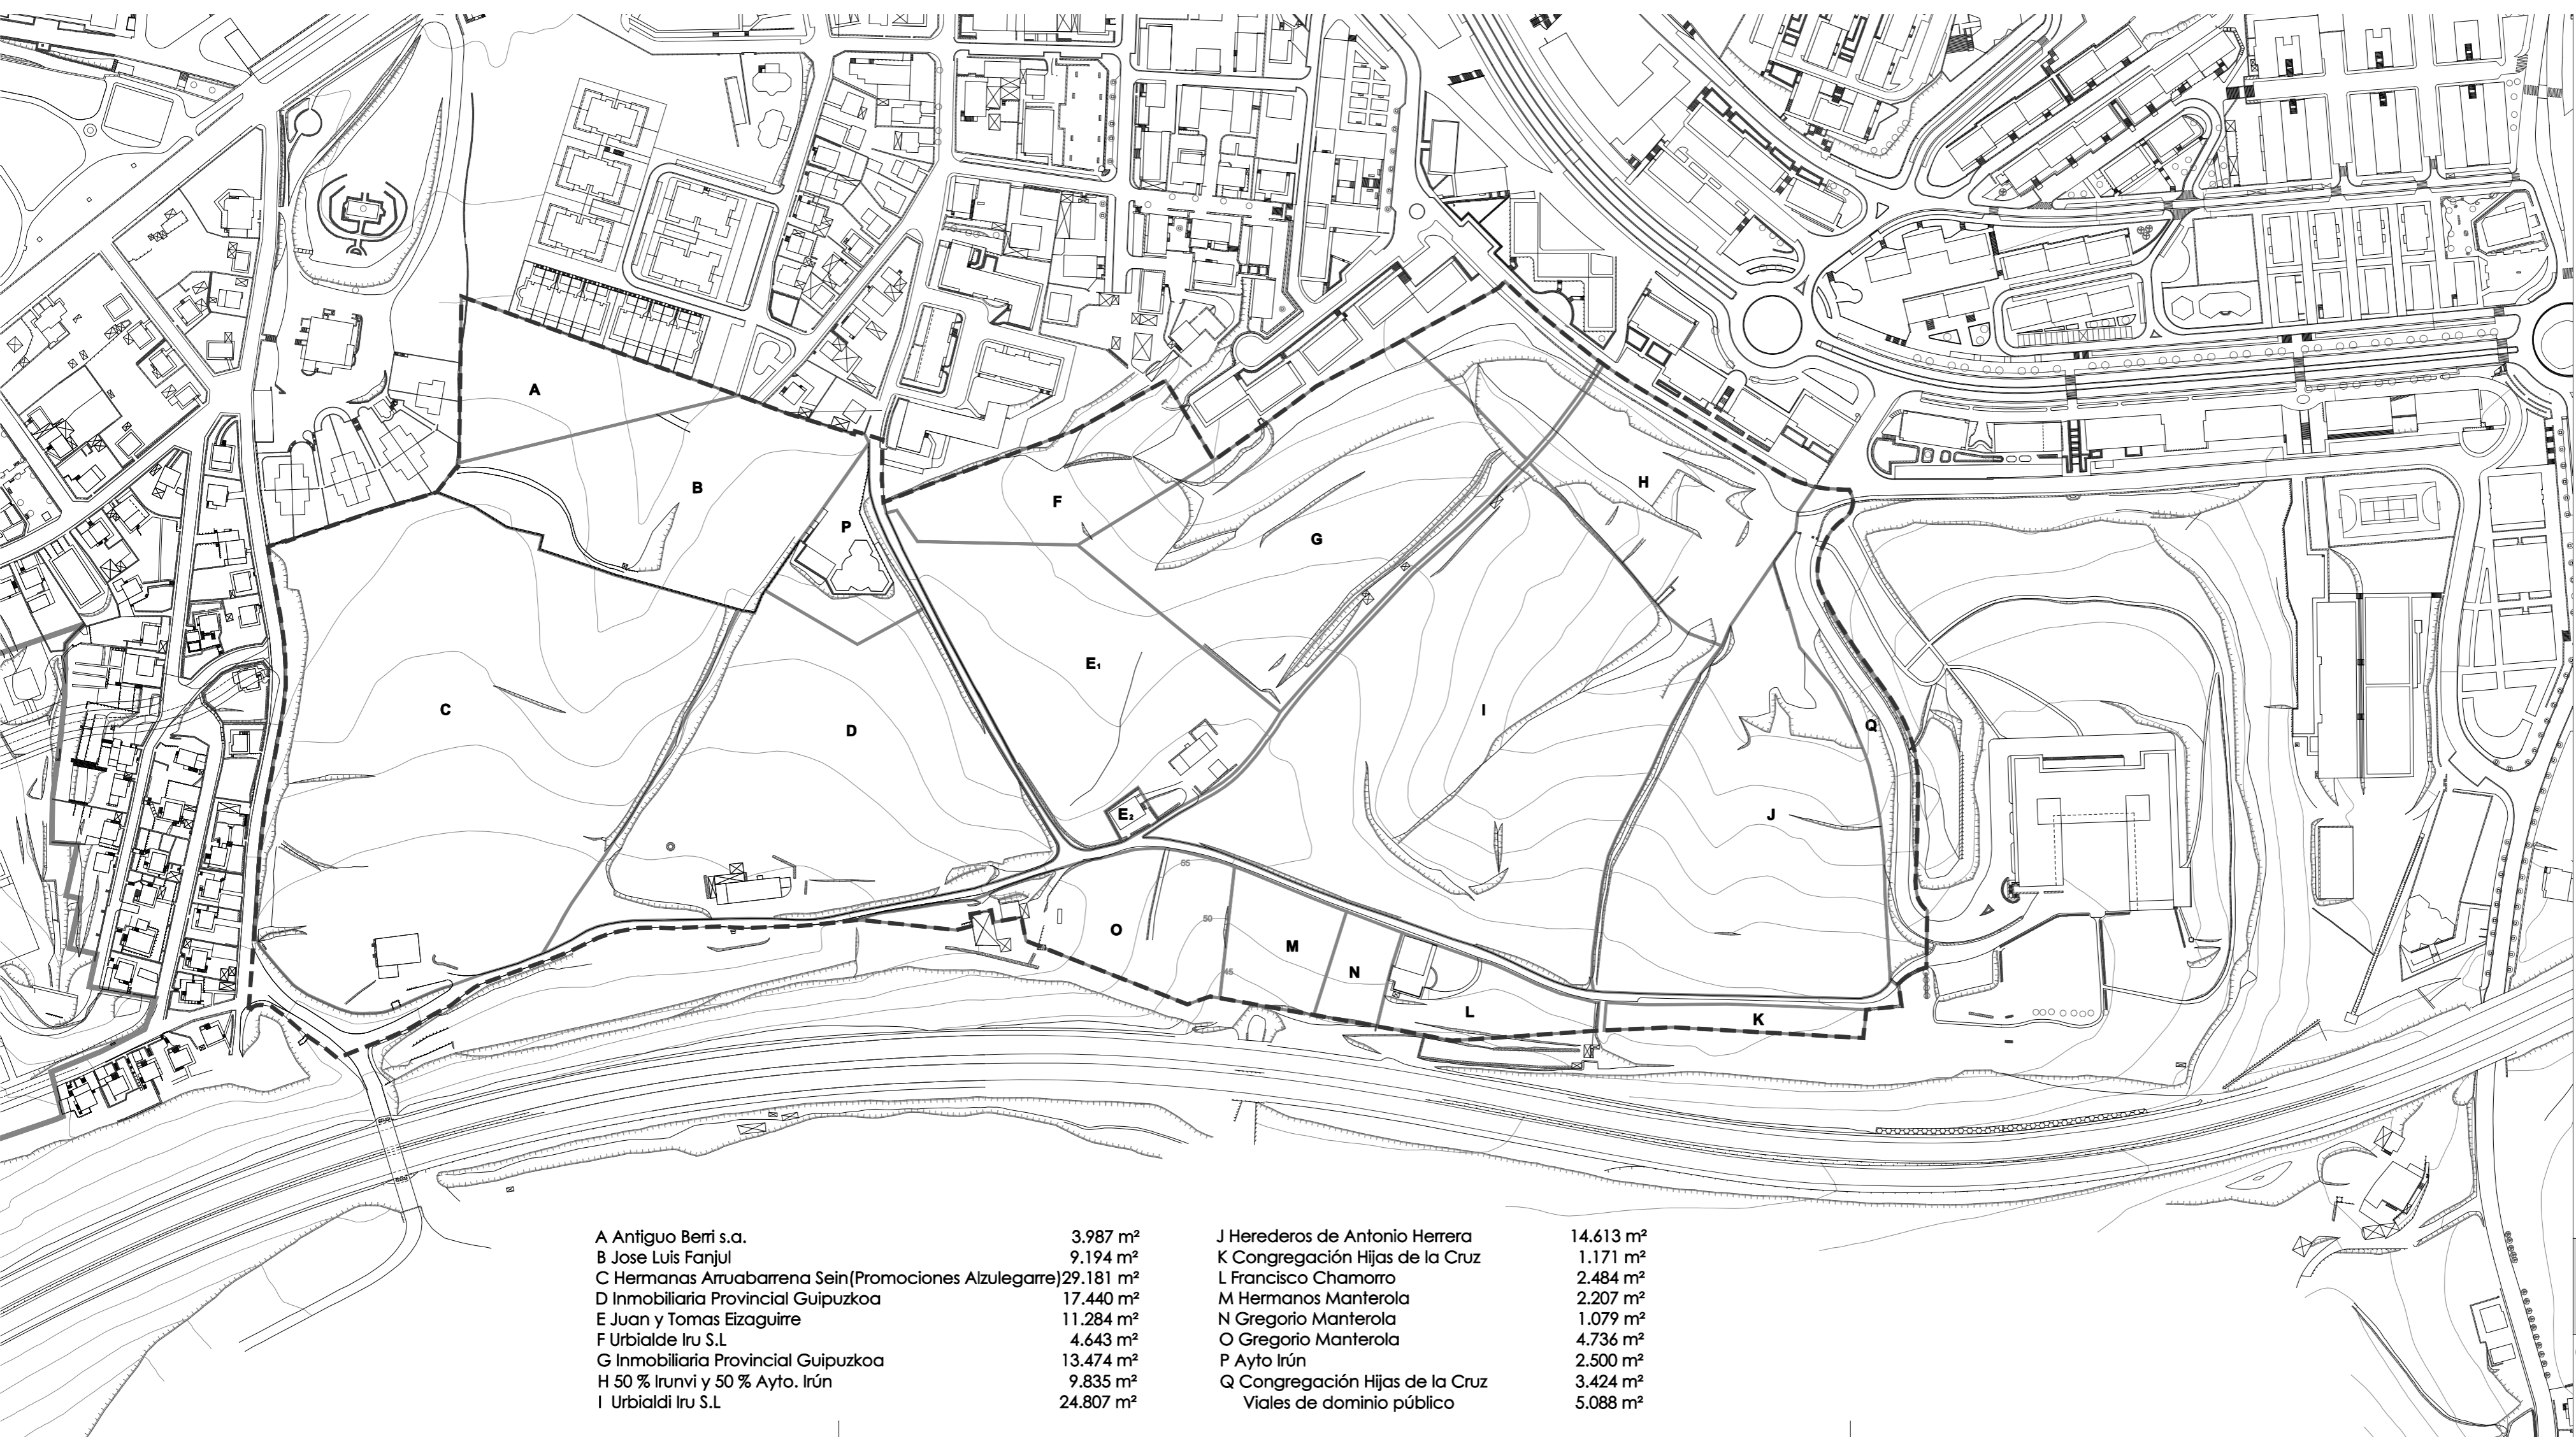 A
B
P
F
G
H
E₁
C
D
I
Q
E₂
J
55
50
O
M
N
45
L
K
A Antiguo Berri s.a. 3.987 m²
B Jose Luis Fanjul 9.194 m²
C Hermanas Arruabarrena Sein(Promociones Alzulegarre) 29.181 m²
D Inmobiliaria Provincial Guipuzkoa 17.440 m²
E Juan y Tomas Eizaguirre 11.284 m²
F Urbialde Iru S.L 4.643 m²
G Inmobiliaria Provincial Guipuzkoa 13.474 m²
H 50 % Irunvi y 50 % Ayto. Irún 9.835 m²
I Urbialdi Iru S.L 24.807 m²
J Herederos de Antonio Herrera 14.613 m²
K Congregación Hijas de la Cruz 1.171 m²
L Francisco Chamorro 2.484 m²
M Hermanos Manterola 2.207 m²
N Gregorio Manterola 1.079 m²
O Gregorio Manterola 4.736 m²
P Ayto Irún 2.500 m²
Q Congregación Hijas de la Cruz 3.424 m²
Viales de dominio público 5.088 m²